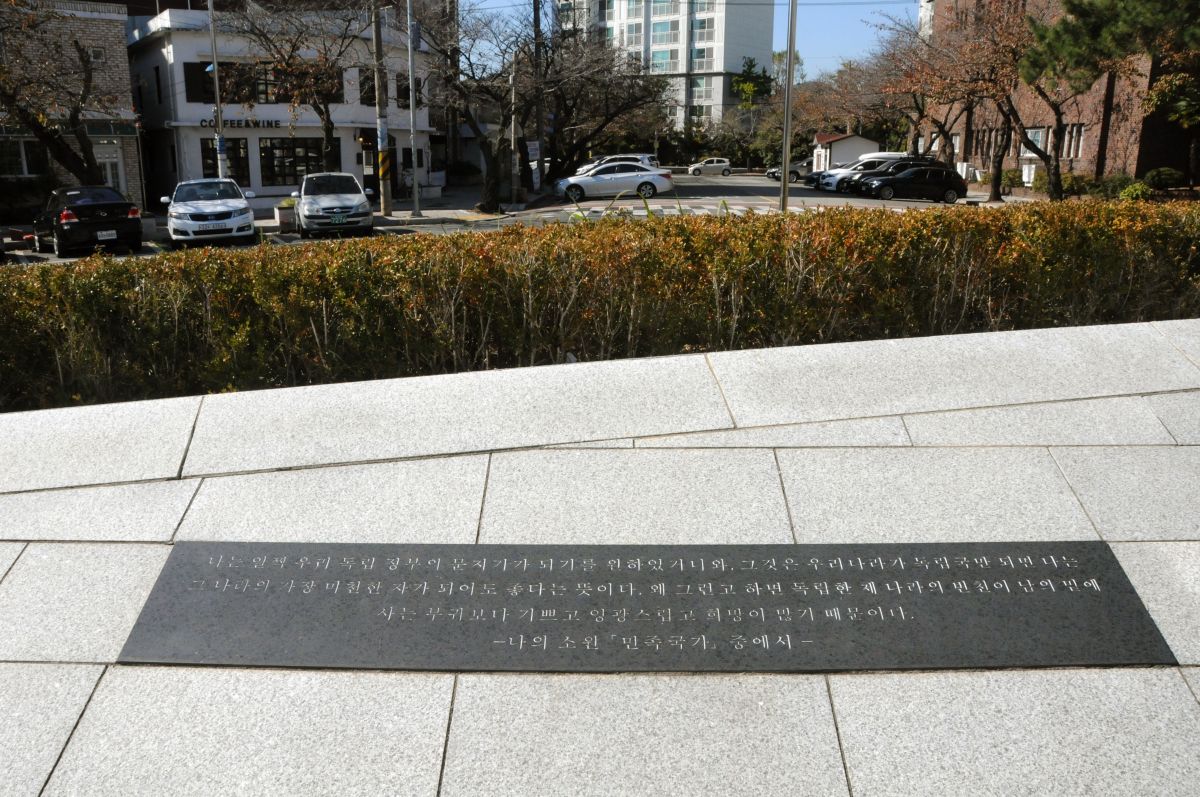 COFFEE&WINE
나는 일찍 우리 독립 정부의 문지기가 되기를 원하였거니와, 그것은 우리나라가 독립국만 되면 나는
그 나라의 가장 미천한 자가 되어도 좋다는 뜻이다. 왜 그런고 하면 독립한 제 나라의 빈천이 남의 밑에
사는 부귀보다 기쁘고 영광스럽고 희망이 많기 때문이다.
-나의 소원「민족국가」중에서-